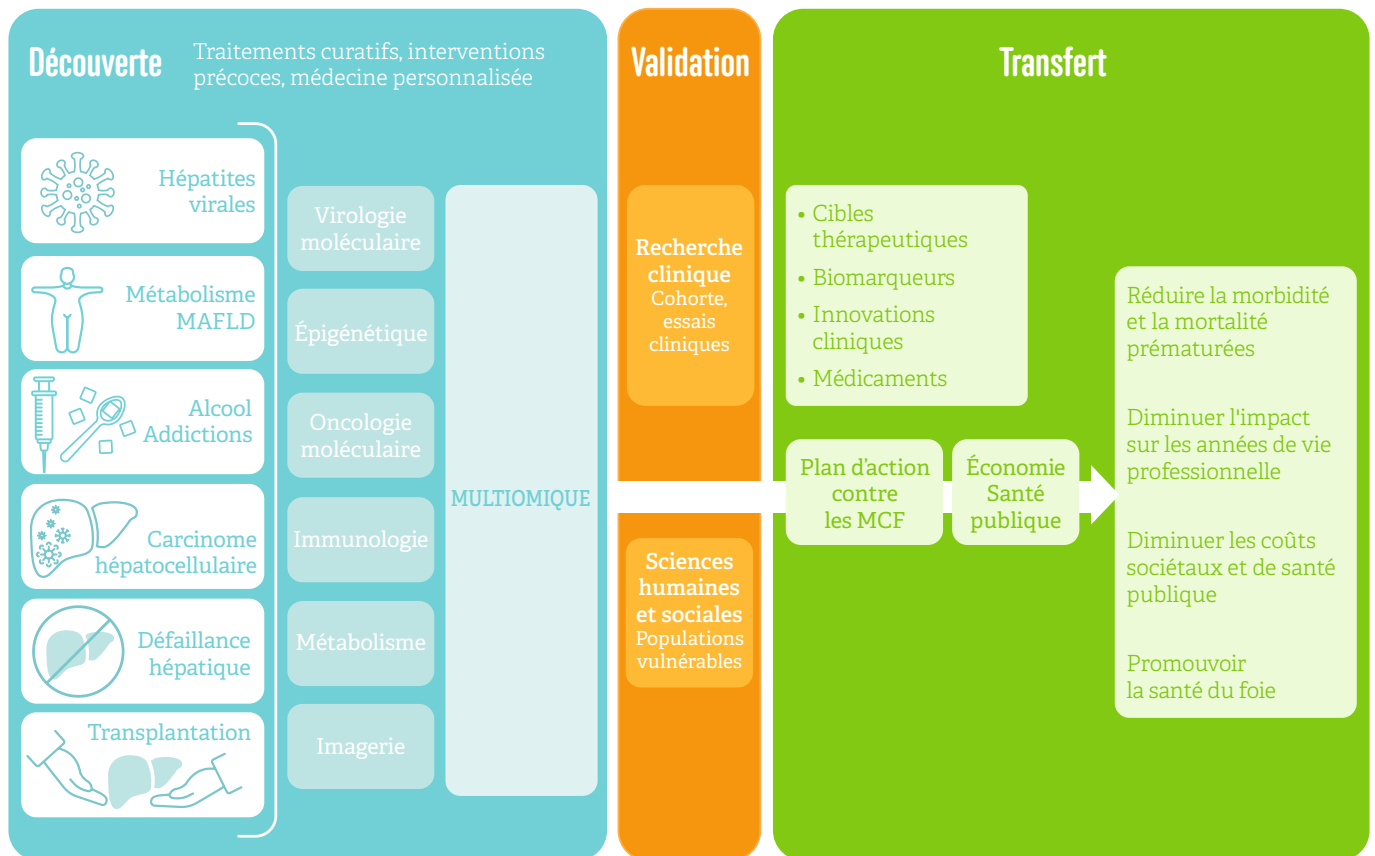 Découverte
Traitements curatifs, interventions
précoces, médecine personnalisée
Hépatites
virales
Métabolisme
MAFLD
Alcool
Addictions
Carcinome
hépatocellulaire
Défaillance
hépatique
Transplantation
Virologie
moléculaire
Épigénétique
Oncologie
moléculaire
Immunologie
Métabolisme
Imagerie
MULTIOMIQUE
Validation
Recherche
clinique
Cohorte,
essais
cliniques
Sciences
humaines
et sociales
Populations
vulnérables
Transfert
• Cibles
thérapeutiques
• Biomarqueurs
• Innovations
cliniques
• Médicaments
Plan d'action
contre
les MCF
Économie
Santé
publique
Réduire la morbidité
et la mortalité
prématurées
Diminuer l'impact
sur les années de vie
professionnelle
Diminuer les coûts
sociétaux et de santé
publique
Promouvoir
la santé du foie